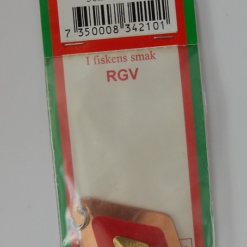 7 350008 342101
I fiskens smak
RGV